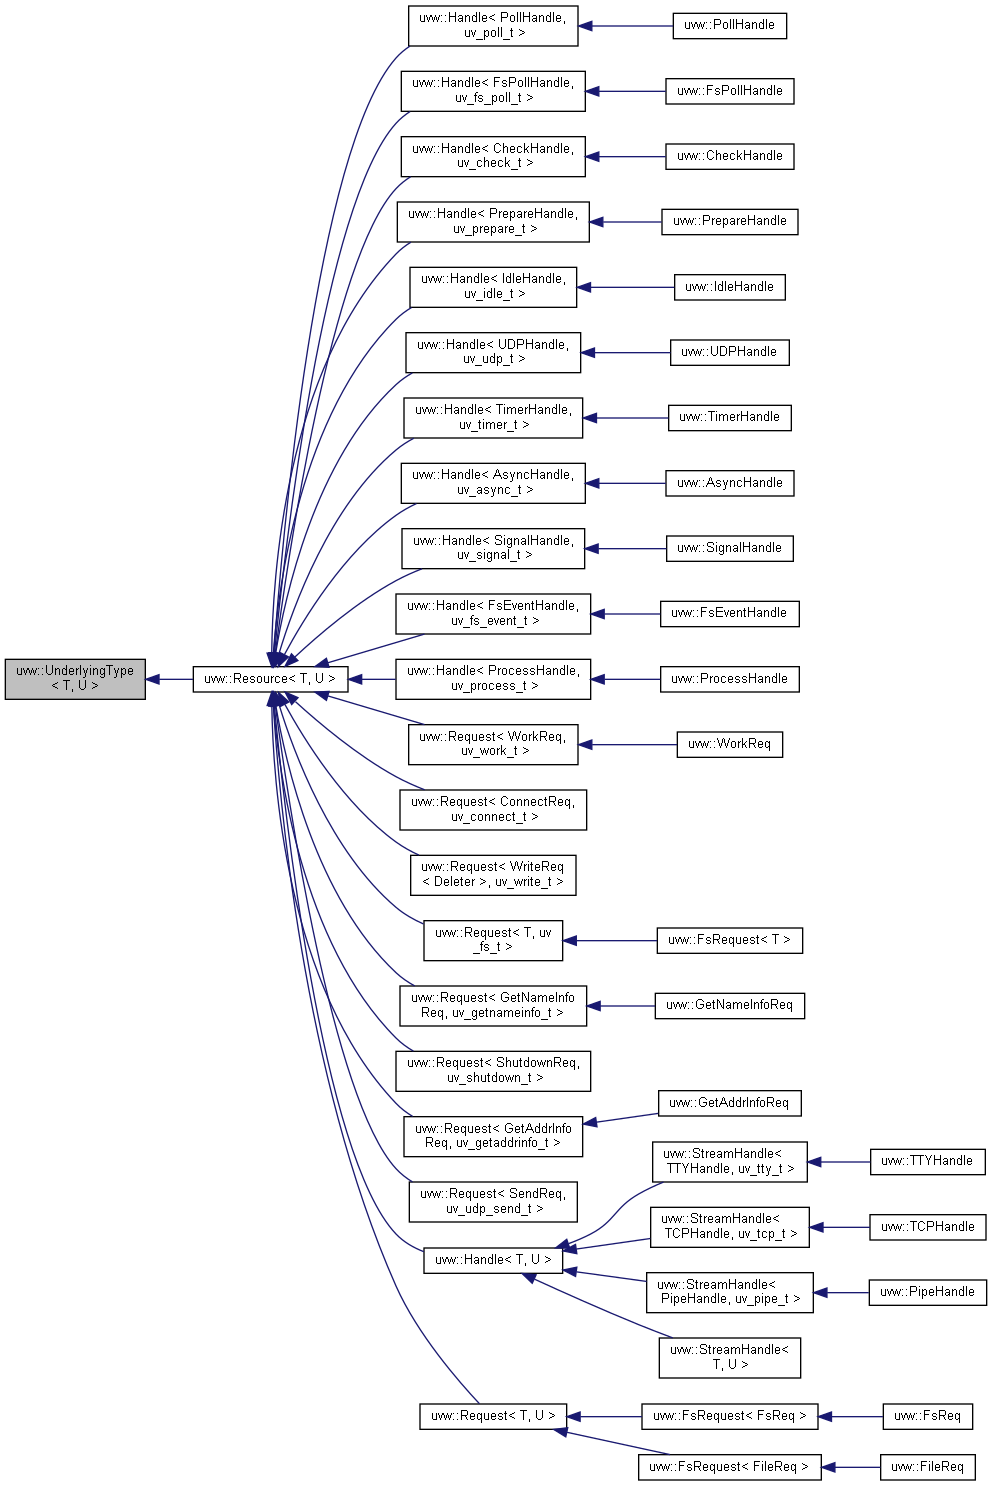 uvw::Handle< PollHandle,
uv_poll_t >
uvw::PollHandle
uvw::Handle< FsPollHandle,
uv_fs_poll_t >
uvw::FsPollHandle
uvw::Handle< CheckHandle,
uv_check_t >
uvw::CheckHandle
uvw::Handle< PrepareHandle,
uv_prepare_t >
uvw::PrepareHandle
uvw::Handle< IdleHandle,
uv_idle_t >
uvw::IdleHandle
uvw::Handle< UDPHandle,
uv_udp_t >
uvw::UDPHandle
uvw::Handle< TimerHandle,
uv_timer_t >
uvw::TimerHandle
uvw::Handle< AsyncHandle,
uv_async_t >
uvw::AsyncHandle
uvw::Handle< SignalHandle,
uv_signal_t >
uvw::SignalHandle
uvw::Handle< FsEventHandle,
uv_fs_event_t >
uvw::FsEventHandle
uvw::UnderlyingType
< T, U >
uvw::Resource< T, U >
uvw::Handle< ProcessHandle,
uv_process_t >
uvw::ProcessHandle
uvw::Request< WorkReq,
uv_work_t >
uvw::WorkReq
uvw::Request< ConnectReq,
uv_connect_t >
uvw::Request< WriteReq
< Deleter >, uv_write_t >
uvw::Request< T, uv
_fs_t >
uvw::FsRequest< T >
uvw::Request< GetNameInfo
Req, uv_getnameinfo_t >
uvw::GetNameInfoReq
uvw::Request< ShutdownReq,
uv_shutdown_t >
uvw::Request< GetAddrInfo
Req, uv_getaddrinfo_t >
uvw::GetAddrInfoReq
uvw::StreamHandle<
TTYHandle, uv_tty_t >
uvw::TTYHandle
uvw::Request< SendReq,
uv_udp_send_t >
uvw::StreamHandle<
TCPHandle, uv_tcp_t >
uvw::TCPHandle
uvw::Handle< T, U >
uvw::StreamHandle<
PipeHandle, uv_pipe_t >
uvw::PipeHandle
uvw::StreamHandle<
T, U >
uvw::Request< T, U >
uvw::FsRequest< FsReq >
uvw::FsReq
uvw::FsRequest< FileReq >
uvw::FileReq